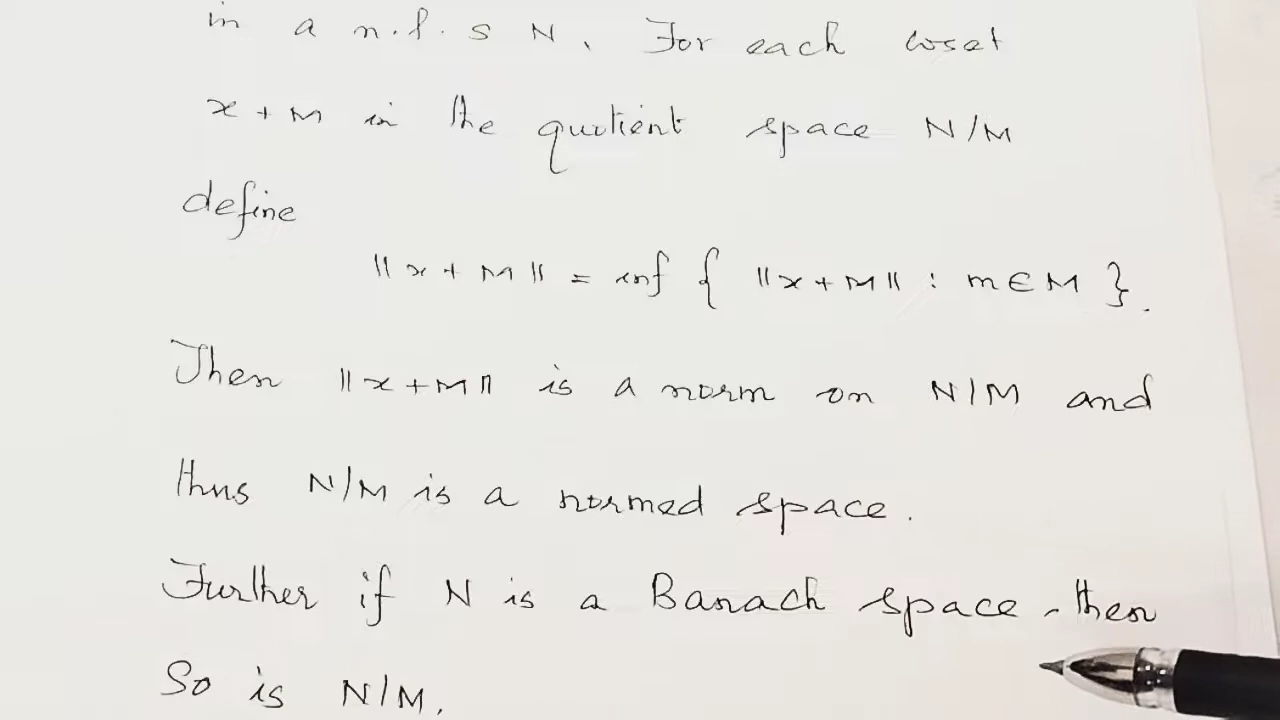 in a n.l.s N. For each coset
x + M in the quotient space N/M
define
||x + M|| = inf { ||x + M|| : m ∈ M }.
Then ||x + M|| is a norm on N/M and
thus N/M is a normed space.
Further if N is a Banach space, then
So is N/M.